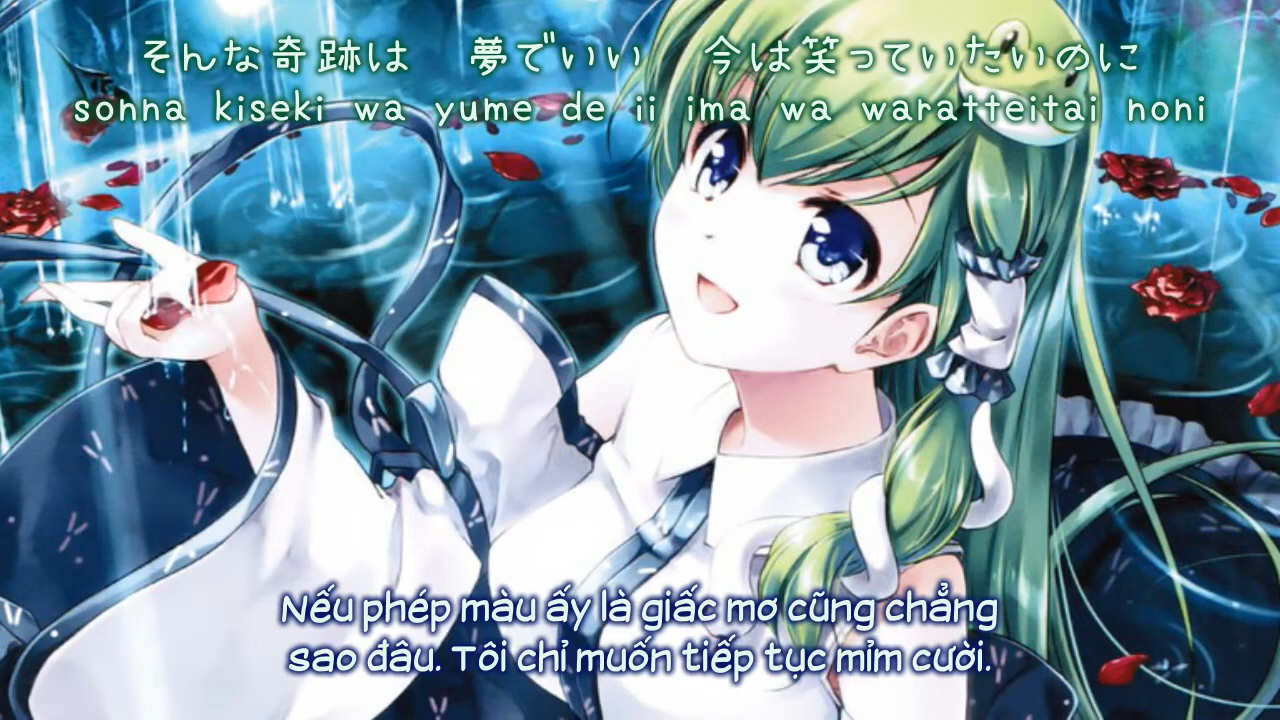 そんな奇跡は　夢でいい　今は笑っていたいのに
sonna kiseki wa yume de ii ima wa waratteitai noni
Nếu phép màu ấy là giấc mơ cũng chẳng
sao đâu. Tôi chỉ muốn tiếp tục mỉm cười.